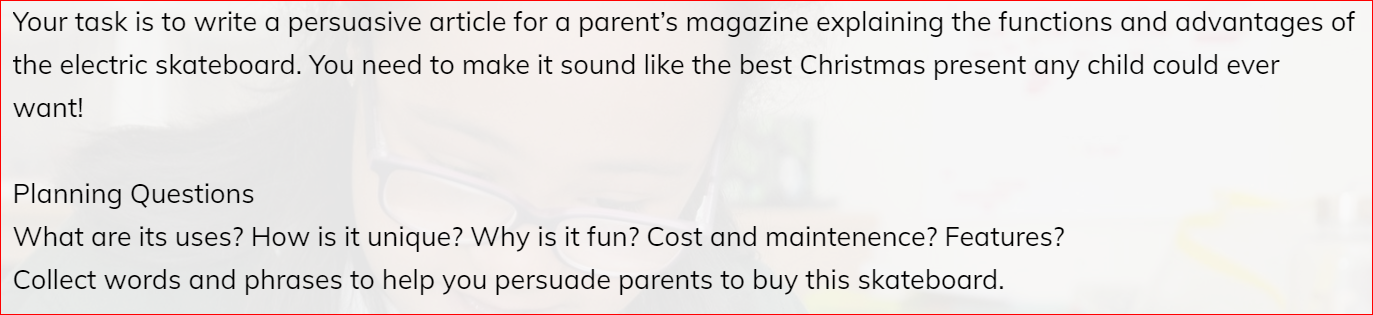 Your task is to write a persuasive article for a parent’s magazine explaining the functions and advantages of
the electric skateboard. You need to make it sound like the best Christmas present any child could ever
want!
Planning Questions
What are its uses? How is it unique? Why is it fun? Cost and maintenence? Features?
Collect words and phrases to help you persuade parents to buy this skateboard.